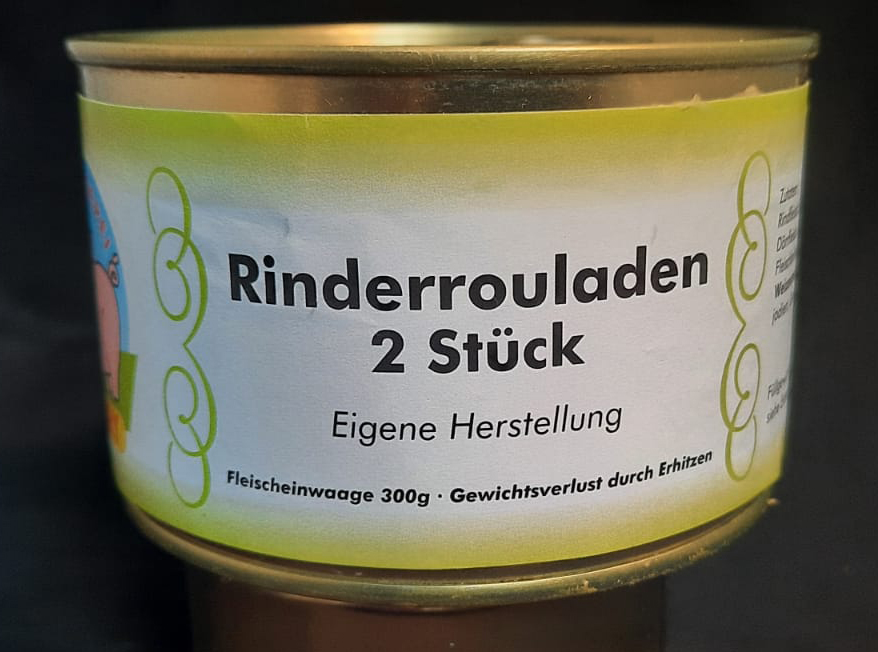 Rinderrouladen
2 Stück
Eigene Herstellung
Fleischeinwaage 300g · Gewichtsverlust durch Erhitzen